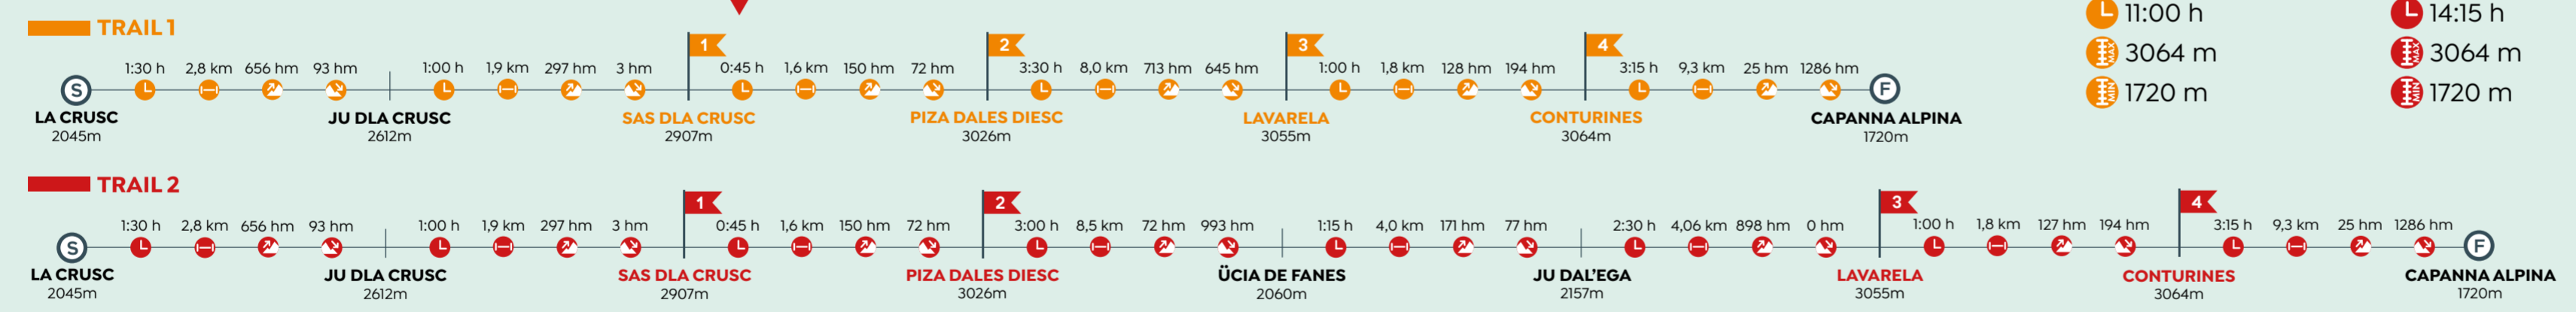 11:00 h 14:15 h
TRAIL 1
1 2 3 4
3064 m 3064 m
1:30 h 2,8 km 656 hm 93 hm 1:00 h 1,9 km 297 hm 3 hm 0:45 h 1,6 km 150 hm 72 hm 3:30 h 8,0 km 713 hm 645 hm 1:00 h 1,8 km 128 hm 194 hm 3:15 h 9,3 km 25 hm 1286 hm
S F
1720 m 1720 m
LA CRUSC JU DLA CRUSC SAS DLA CRUSC PIZA DALES DIESC LAVARELA CONTURINES CAPANNA ALPINA
2045m 2612m 2907m 3026m 3055m 3064m 1720m
TRAIL 2
1 2 3 4
1:30 h 2,8 km 656 hm 93 hm 1:00 h 1,9 km 297 hm 3 hm 0:45 h 1,6 km 150 hm 72 hm 3:00 h 8,5 km 72 hm 993 hm 1:15 h 4,0 km 171 hm 77 hm 2:30 h 4,06 km 898 hm 0 hm 1:00 h 1,8 km 127 hm 194 hm 3:15 h 9,3 km 25 hm 1286 hm
S F
LA CRUSC JU DLA CRUSC SAS DLA CRUSC PIZA DALES DIESC ÜCIA DE FANES JU DAL'EGA LAVARELA CONTURINES CAPANNA ALPINA
2045m 2612m 2907m 3026m 2060m 2157m 3055m 3064m 1720m